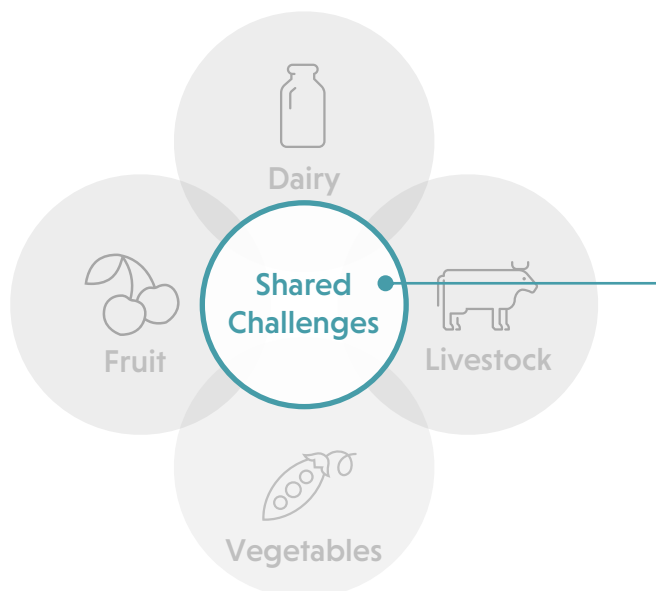 Dairy
Shared
Challenges
Fruit
Livestock
Vegetables